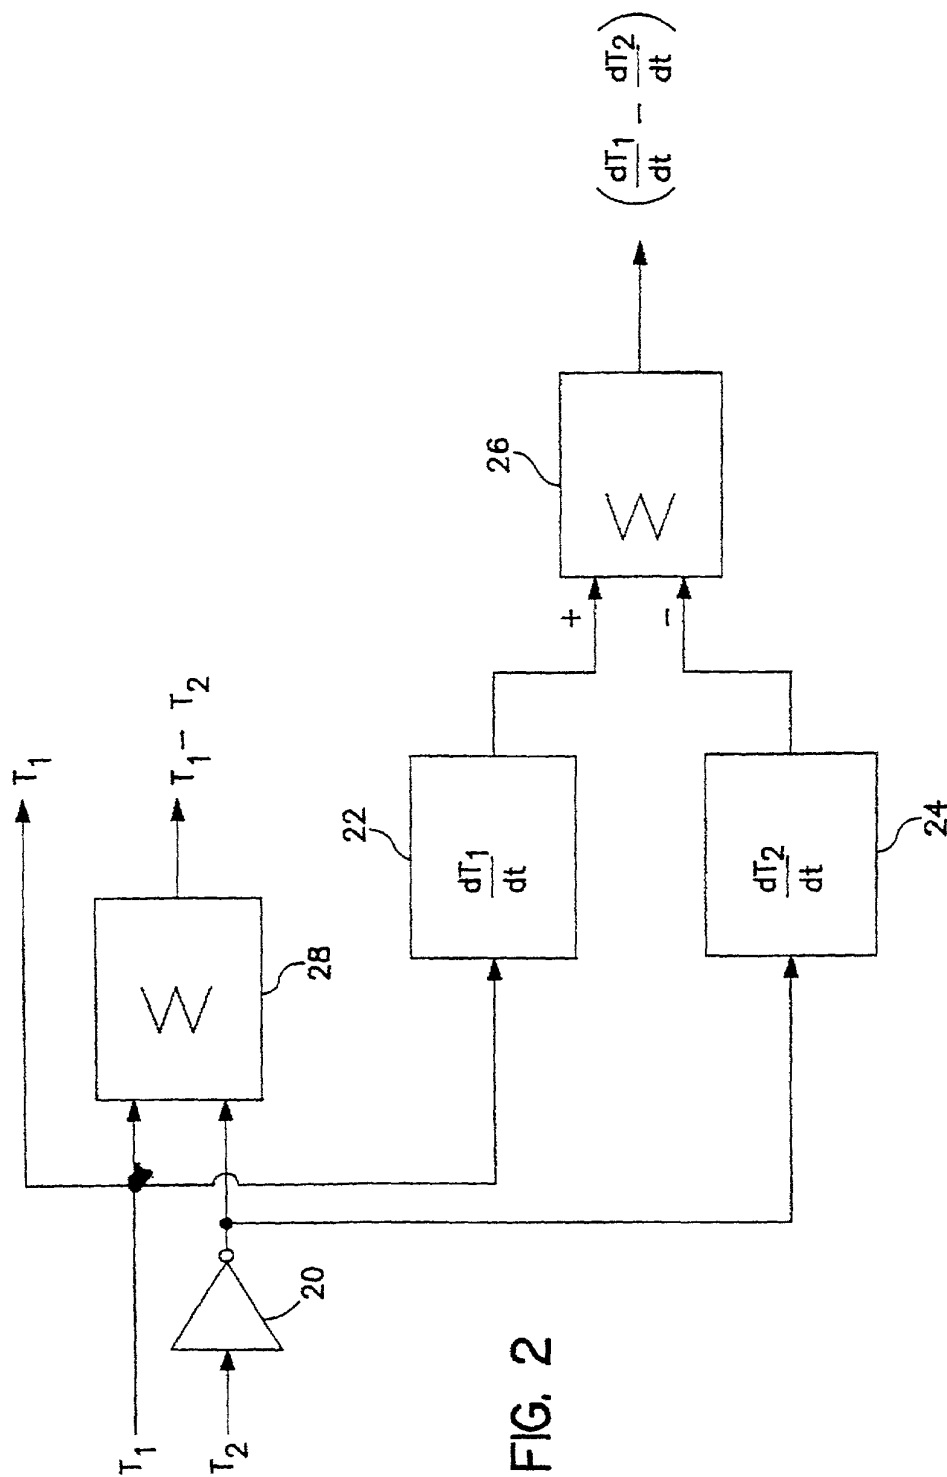 T₁
T₁
Σ
T₁ – T₂
T₂
28
20
22
dT₁
dt
26
+
Σ
–
(dT₁/dt – dT₂/dt)
dT₂
dt
24
FIG. 2